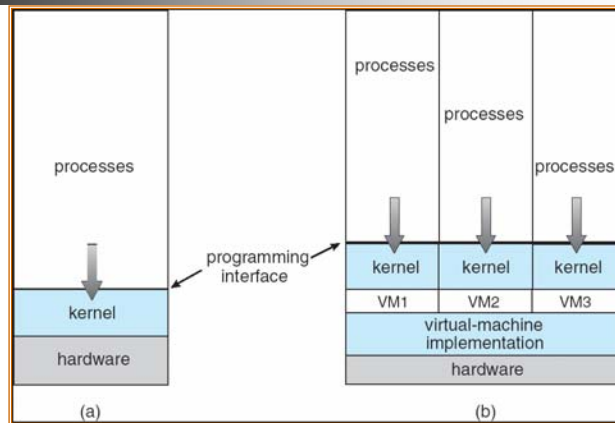 processes
programming
interface
kernel
hardware
(a)
processes
processes
processes
kernel kernel kernel
VM1 VM2 VM3
virtual-machine
implementation
hardware
(b)